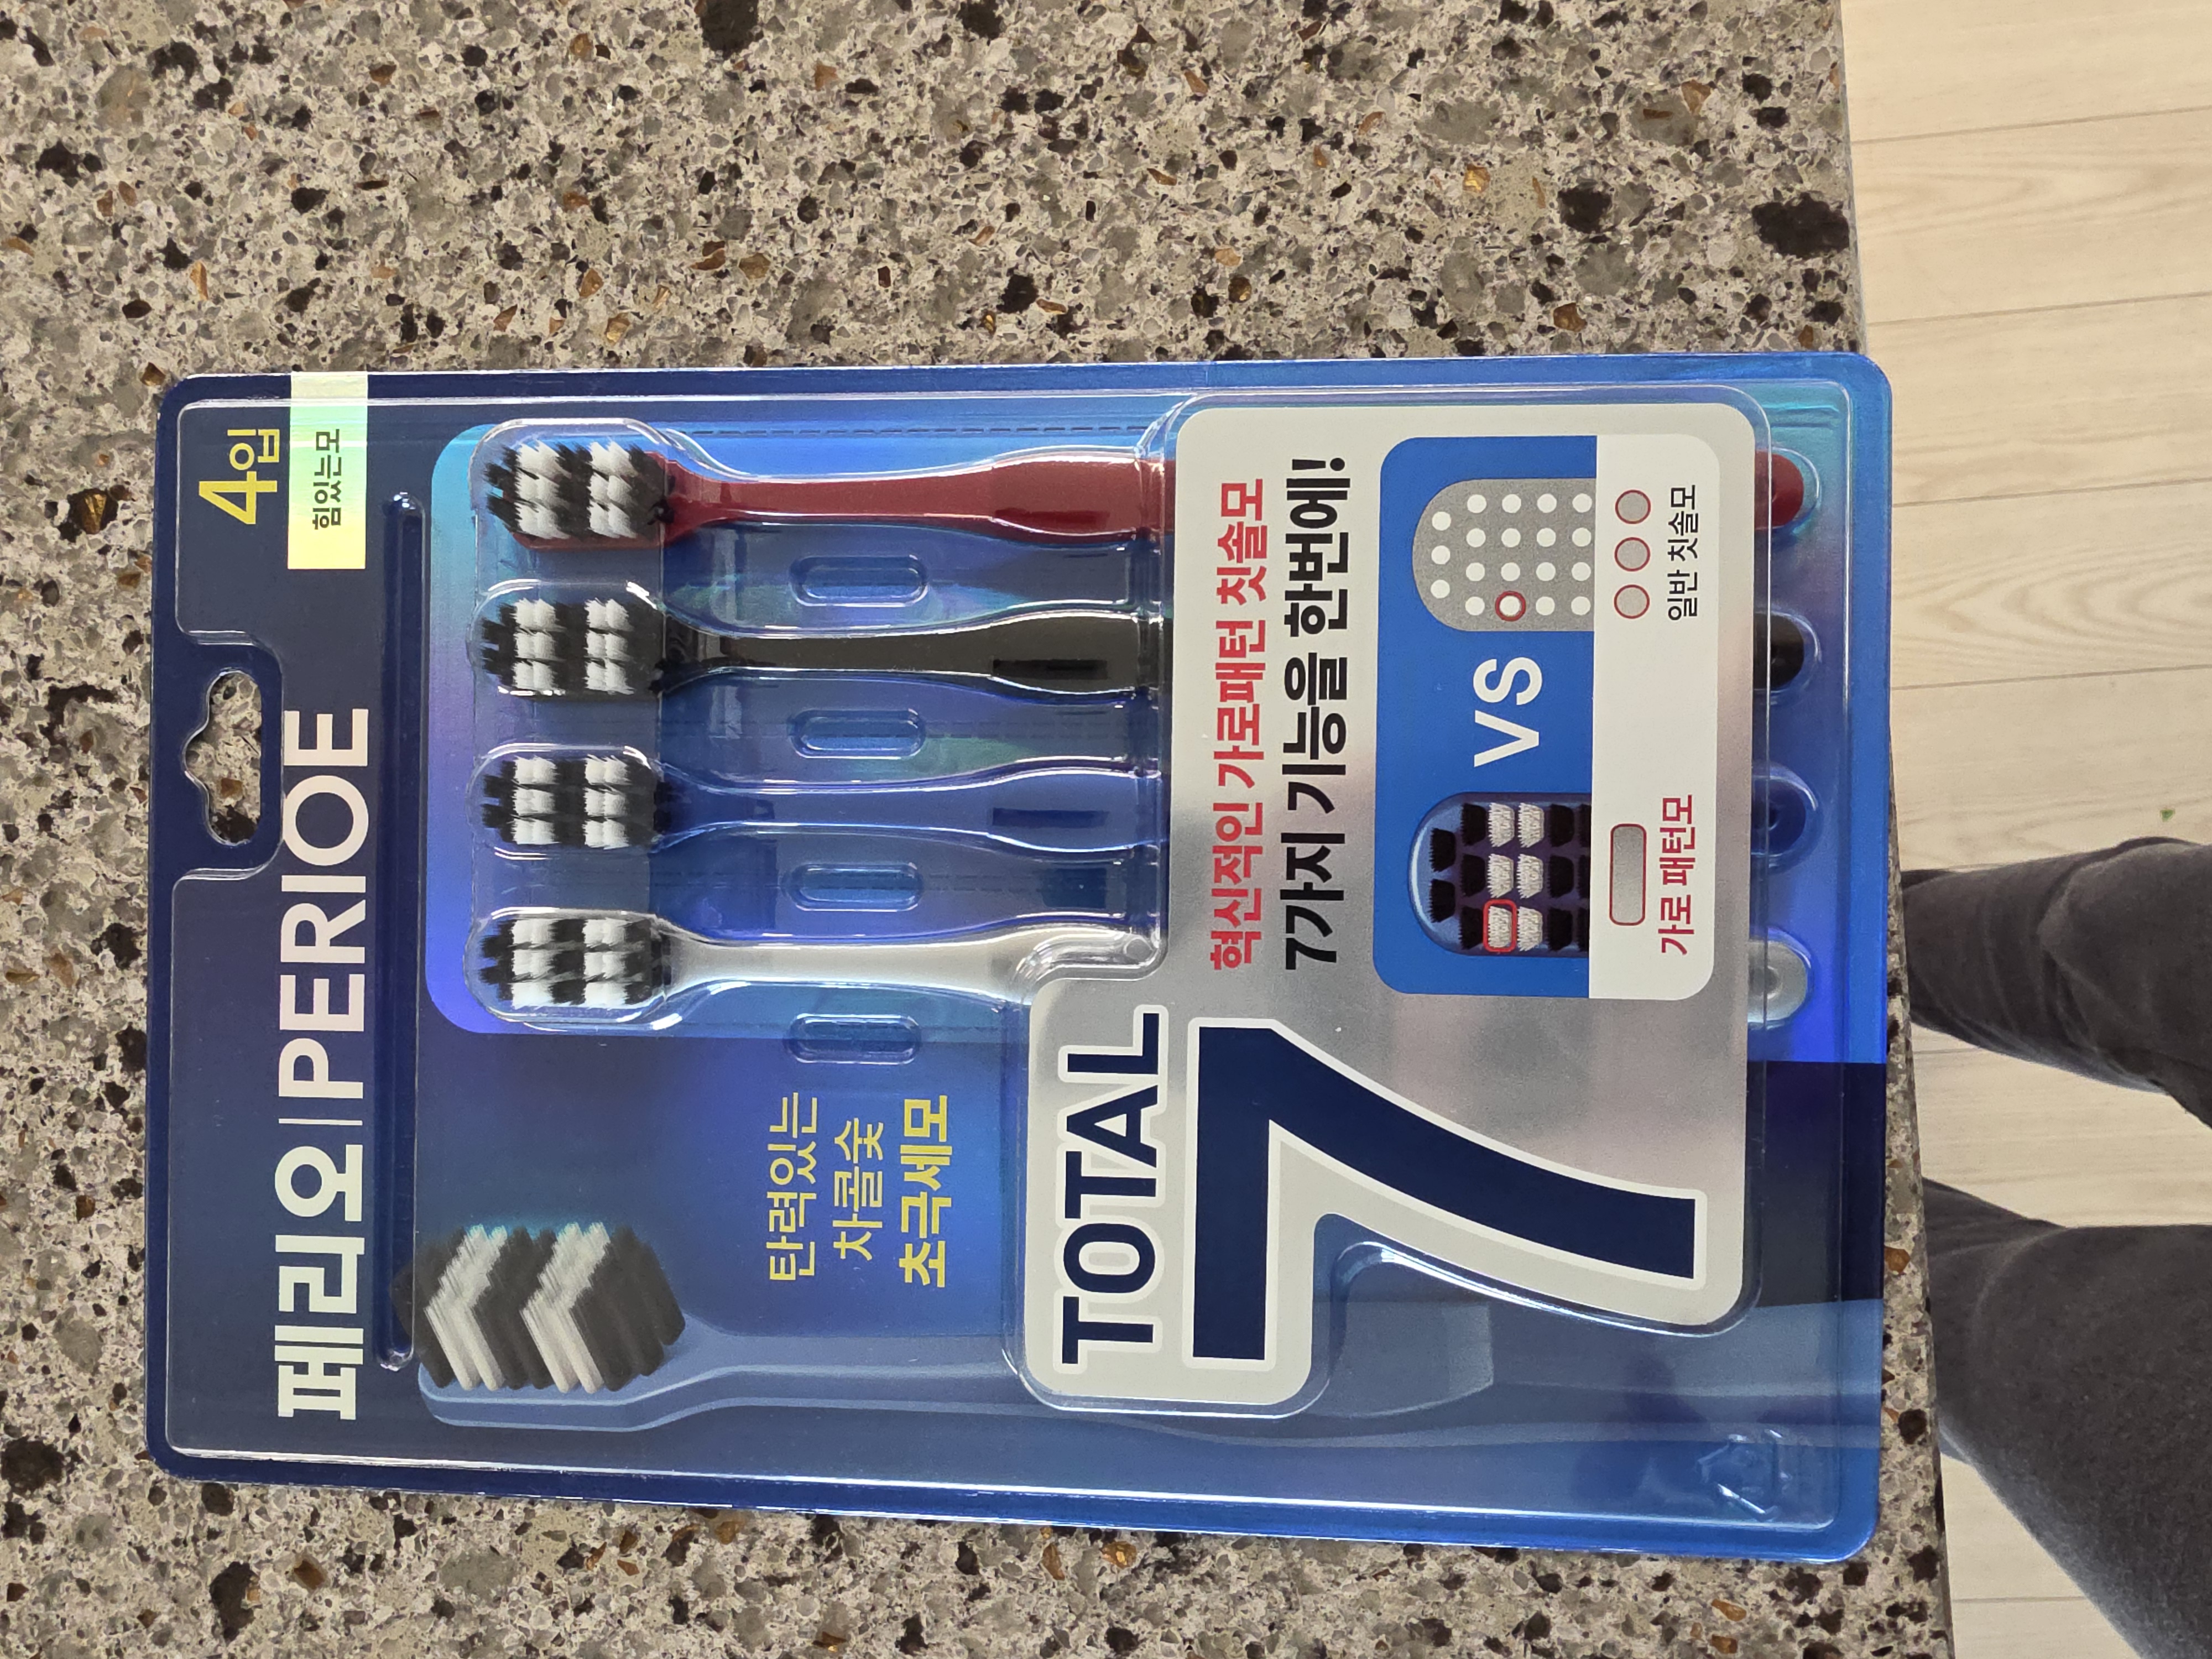 4입
힘있는모
페리오|PERIOE
탄력있는
차콜숯
초극세모
TOTAL
7
혁신적인 가로패턴 칫솔모
7가지 기능을 한번에!
VS
가로 패턴모
일반 칫솔모